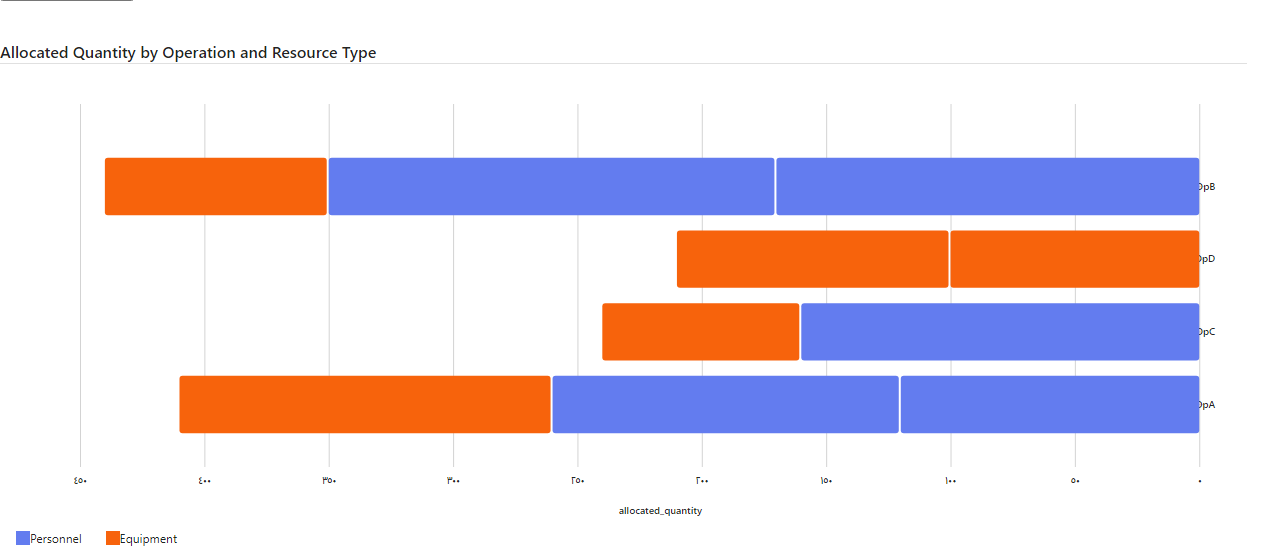 Allocated Quantity by Operation and Resource Type
OpB
OpD
OpC
OpA
٤٥٠ ٤٠٠ ٣٥٠ ٣٠٠ ٢٥٠ ٢٠٠ ١٥٠ ١٠٠ ٥٠ ٠
allocated_quantity
Personnel Equipment